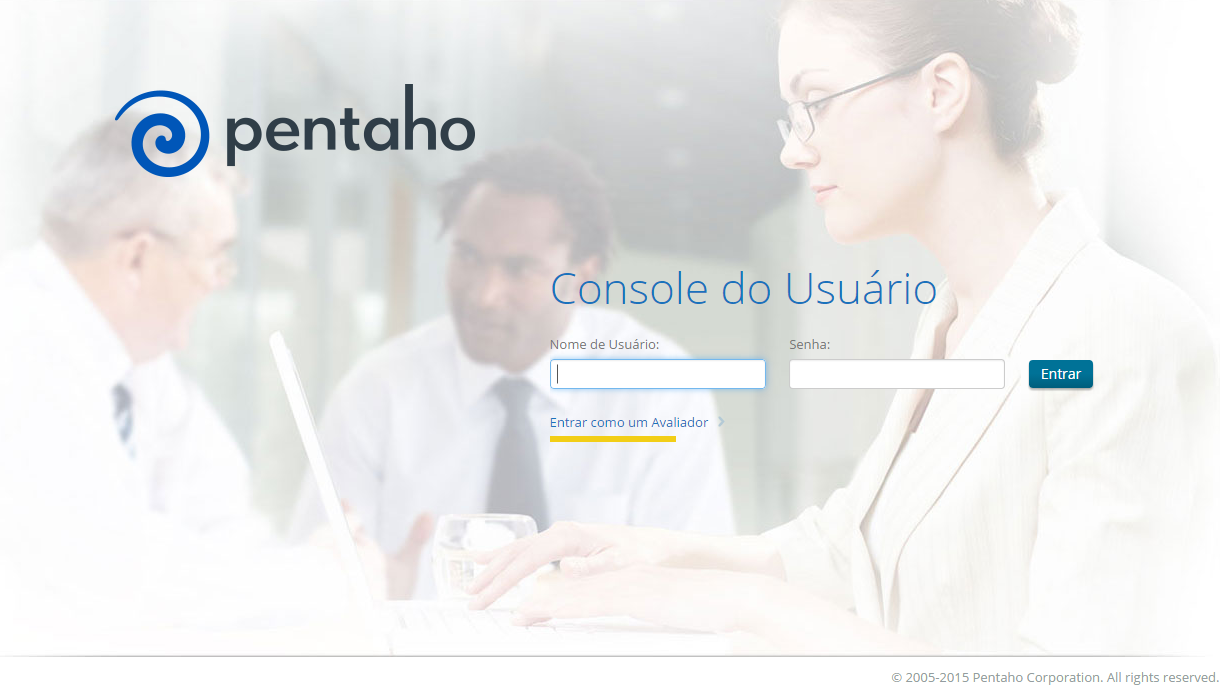 pentaho
Console do Usuário
Nome de Usuário:
Senha:
Entrar
Entrar como um Avaliador
© 2005-2015 Pentaho Corporation. All rights reserved.